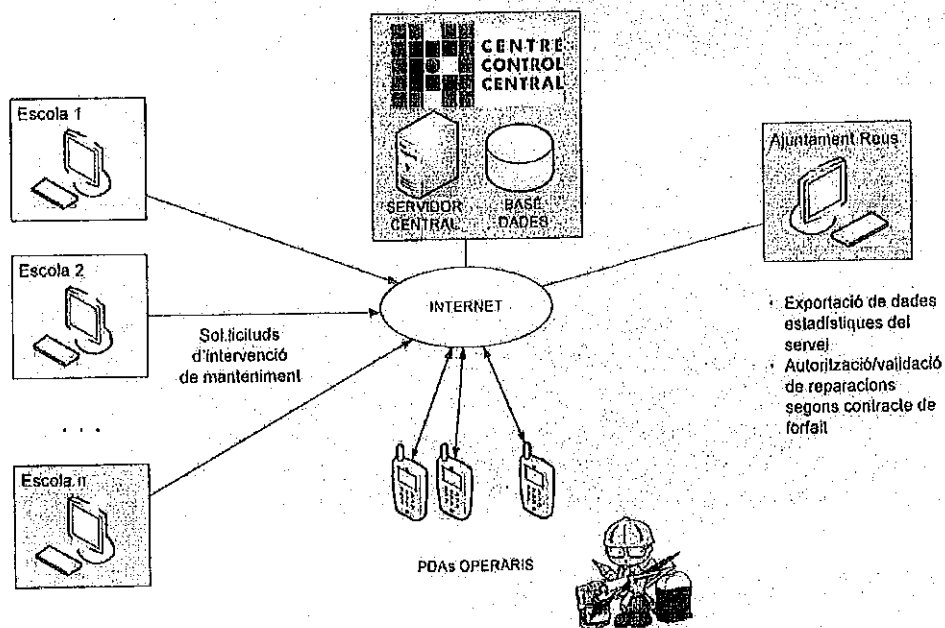 CENTRE
CONTROL
CENTRAL
SERVIDOR
CENTRAL
BASE
DADES
Escola 1
Escola 2
. . .
Escola n
Sol.licituds
d'intervenció
de manteniment
INTERNET
PDAs OPERARIS
Ajuntament Reus
· Exportació de dades
estadístiques del
servei
· Autorització/validació
de reparacions
segons contracte de
forfait